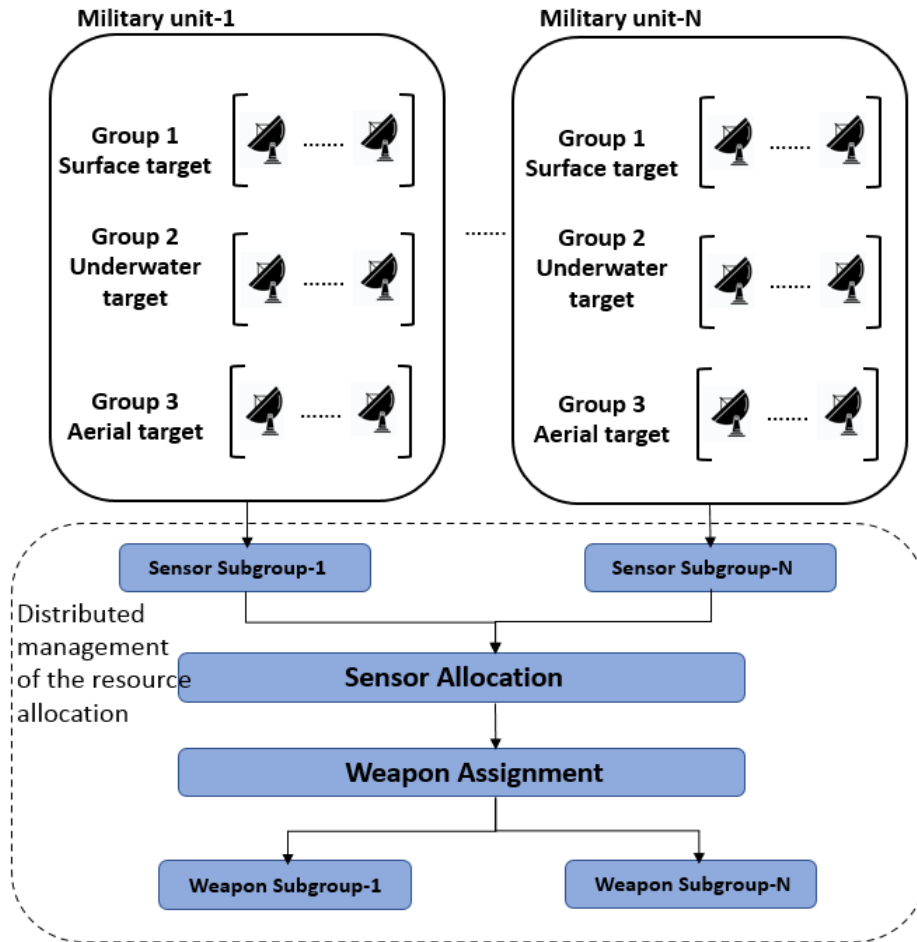 Military unit-1
Military unit-N
Group 1
Surface target
.......
Group 2
Underwater
target
.......
Group 3
Aerial target
.......
.......
Group 1
Surface target
.......
Group 2
Underwater
target
.......
Group 3
Aerial target
.......
Sensor Subgroup-1
Sensor Subgroup-N
Distributed
management
of the resource
allocation
Sensor Allocation
Weapon Assignment
Weapon Subgroup-1
Weapon Subgroup-N